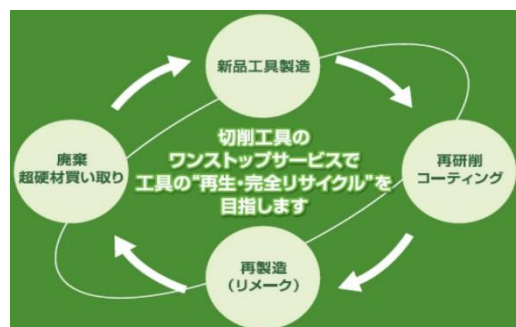 新品工具製造
切削工具の
ワンストップサービスで
工具の“再生・完全リサイクル”を
目指します
再研削
コーティング
再製造
（リメーク）
廃棄
超硬材買い取り